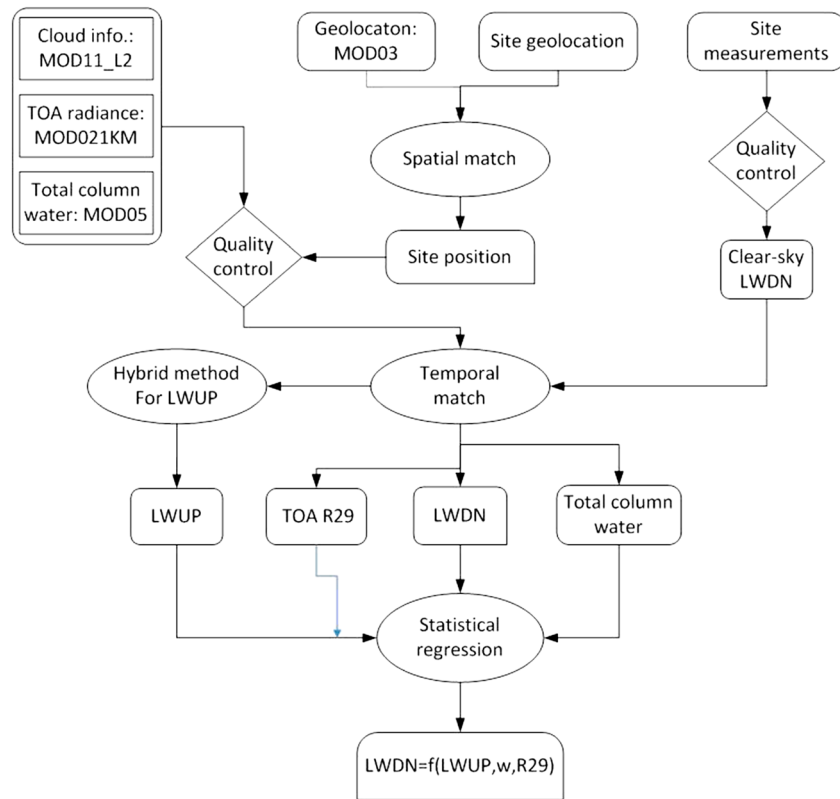 Cloud info.:
MOD11_L2
TOA radiance:
MOD021KM
Total column
water: MOD05
Geolocaton:
MOD03
Site geolocation
Site
measurements
Spatial match
Quality
control
Quality
control
Site position
Clear-sky
LWDN
Hybrid method
For LWUP
Temporal
match
LWUP
TOA R29
LWDN
Total column
water
Statistical
regression
LWDN=f(LWUP,w,R29)